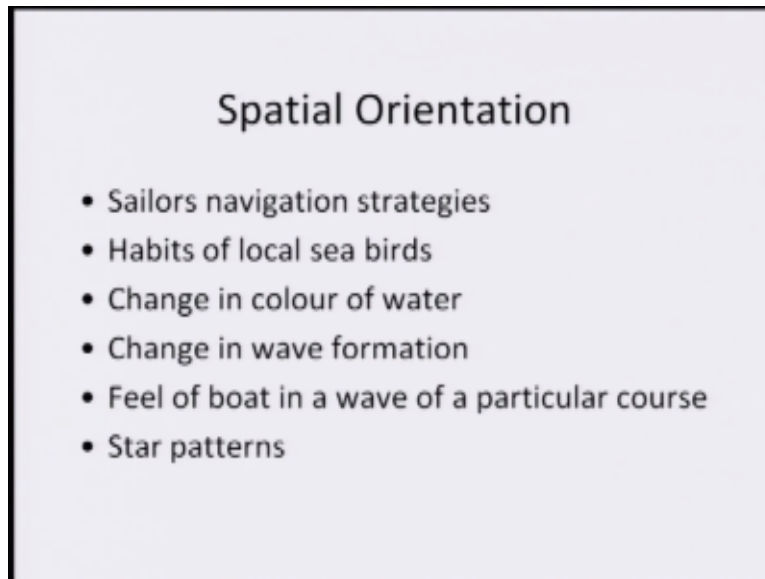 Spatial Orientation
• Sailors navigation strategies
• Habits of local sea birds
• Change in colour of water
• Change in wave formation
• Feel of boat in a wave of a particular course
• Star patterns